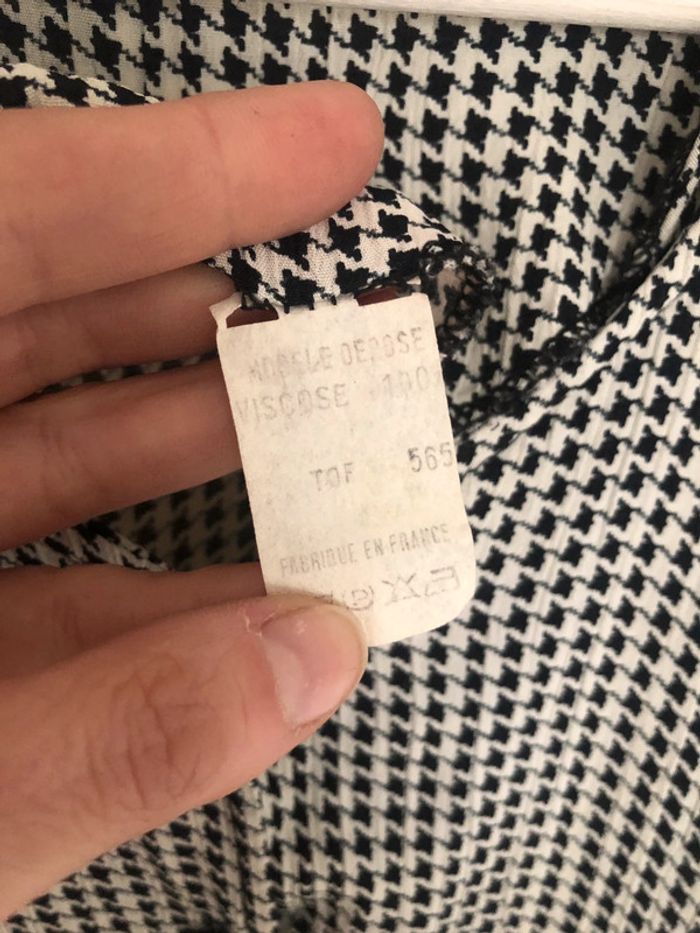 MODELE DEPOSE
VISCOSE 100%
TOF 565
FABRIQUE EN FRANCE